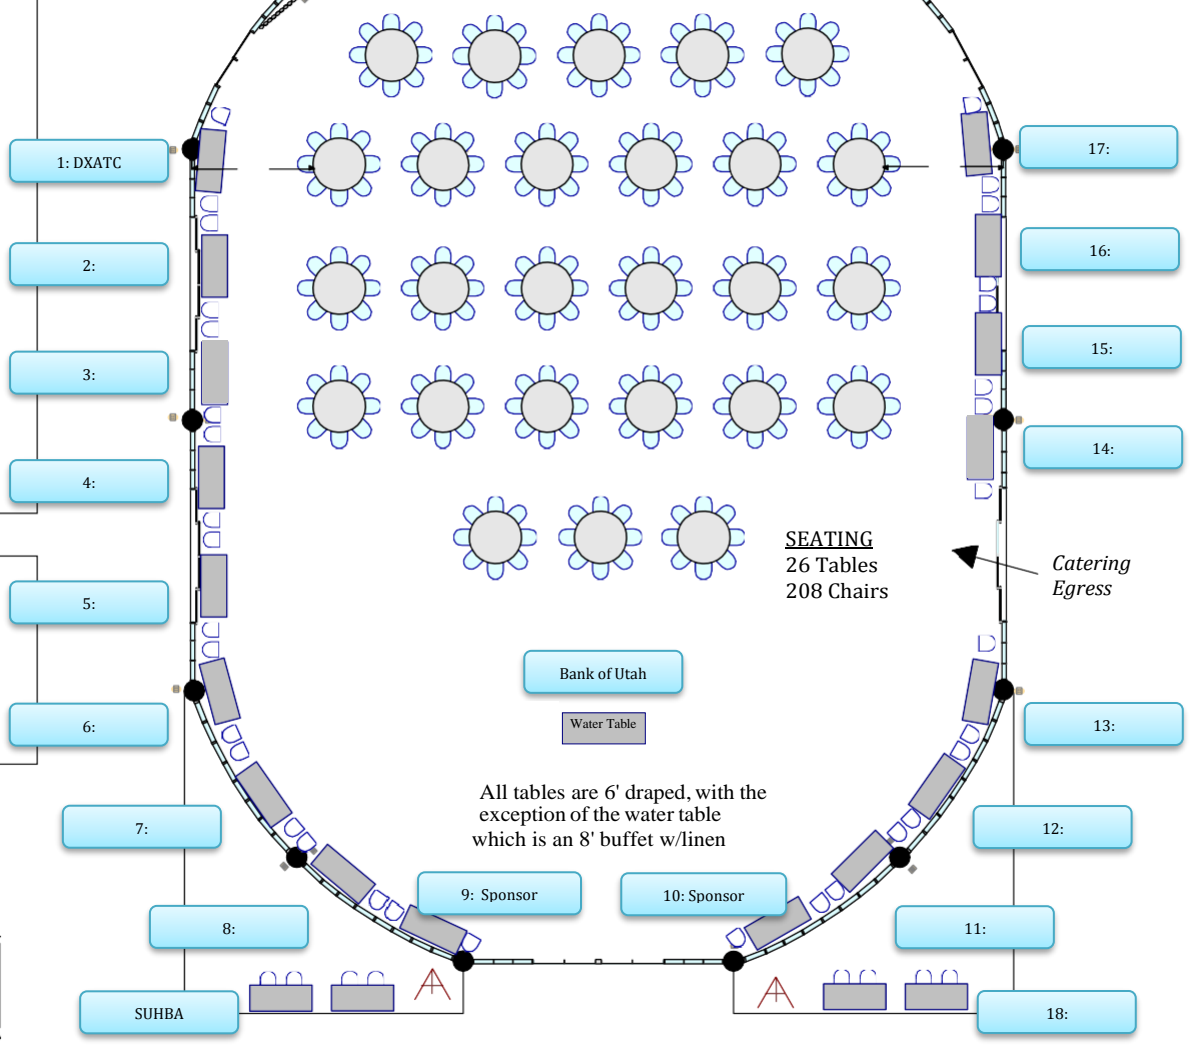 1: DXATC
17:
2:
16:
3:
15:
4:
14:
SEATING
26 Tables
208 Chairs
Catering
Egress
5:
Bank of Utah
6:
13:
Water Table
All tables are 6' draped, with the
exception of the water table
which is an 8' buffet w/linen
7:
12:
9: Sponsor
10: Sponsor
8:
11:
SUHBA
18: